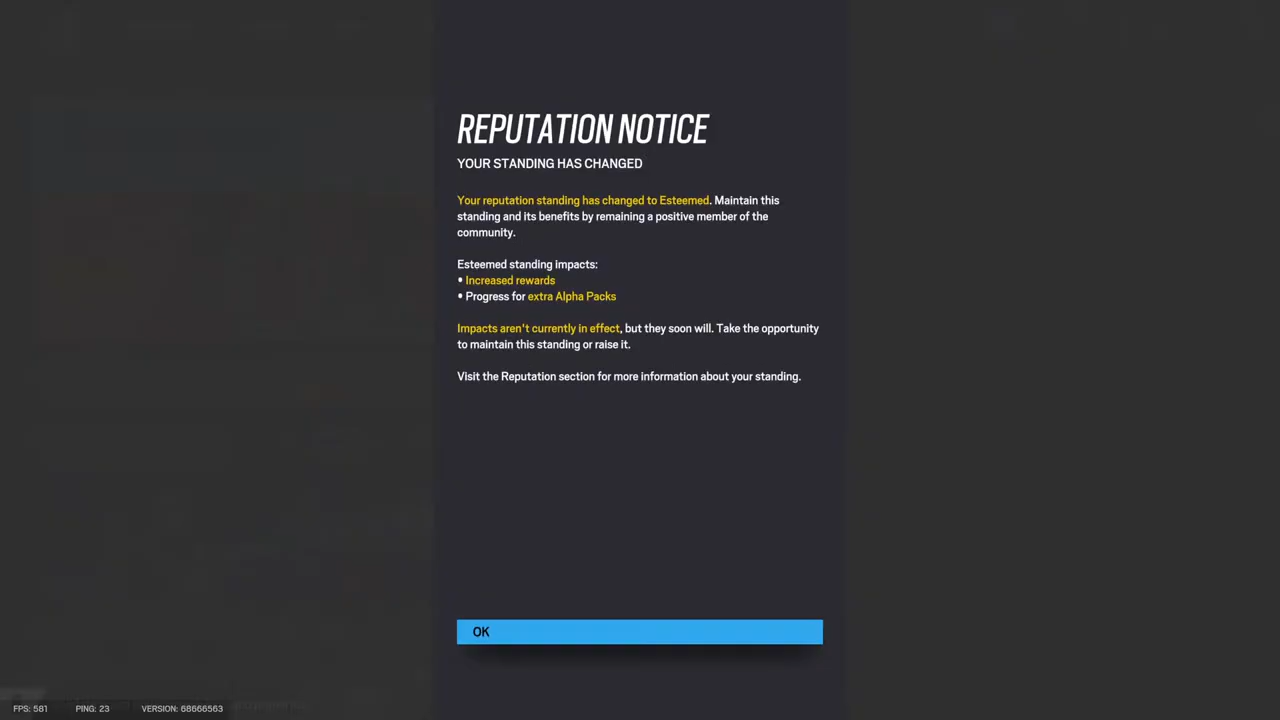 REPUTATION NOTICE
YOUR STANDING HAS CHANGED
Your reputation standing has changed to Esteemed. Maintain this
standing and its benefits by remaining a positive member of the
community.
Esteemed standing impacts:
• Increased rewards
• Progress for extra Alpha Packs
Impacts aren't currently in effect, but they soon will. Take the opportunity
to maintain this standing or raise it.
Visit the Reputation section for more information about your standing.
OK
FPS: 581 PING: 23 VERSION: 68666563